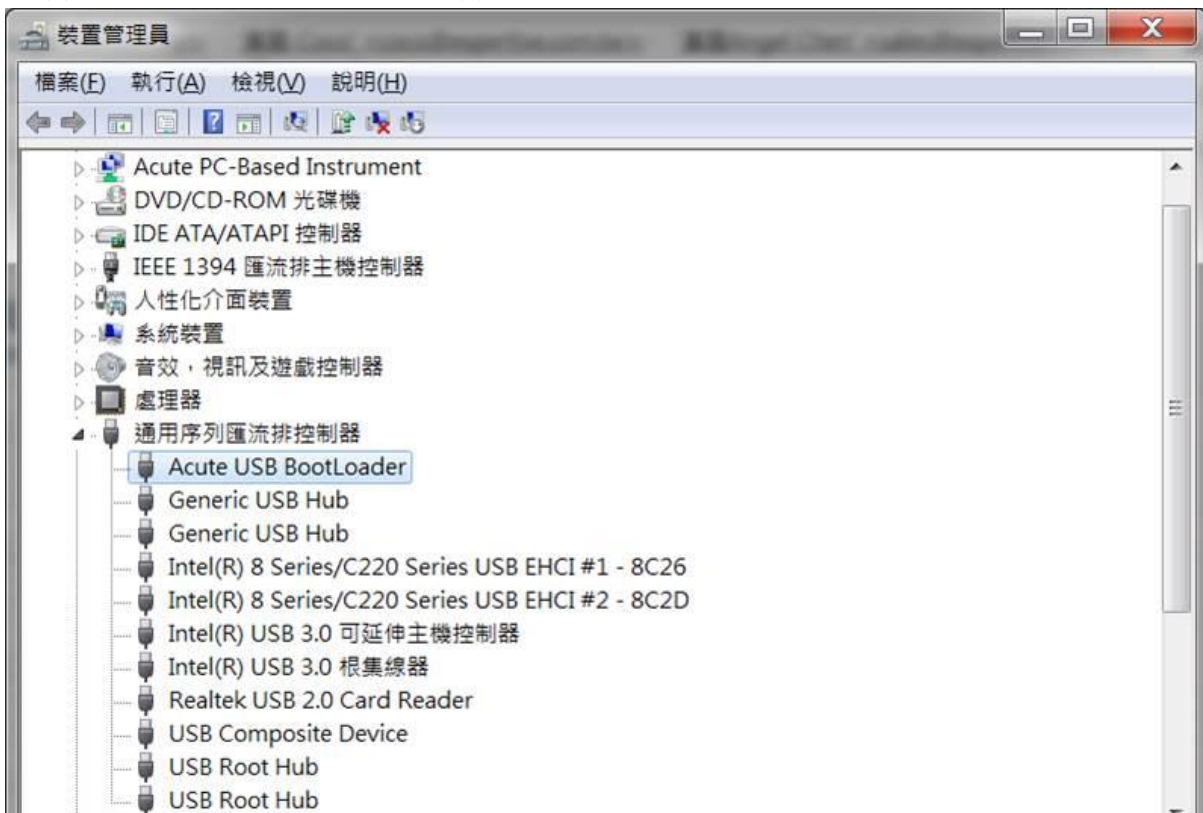 裝置管理員
檔案(F) 執行(A) 檢視(V) 說明(H)
Acute PC-Based Instrument
DVD/CD-ROM 光碟機
IDE ATA/ATAPI 控制器
IEEE 1394 匯流排主機控制器
人性化介面裝置
系統裝置
音效，視訊及遊戲控制器
處理器
通用序列匯流排控制器
Acute USB BootLoader
Generic USB Hub
Generic USB Hub
Intel(R) 8 Series/C220 Series USB EHCI #1 - 8C26
Intel(R) 8 Series/C220 Series USB EHCI #2 - 8C2D
Intel(R) USB 3.0 可延伸主機控制器
Intel(R) USB 3.0 根集線器
Realtek USB 2.0 Card Reader
USB Composite Device
USB Root Hub
USB Root Hub